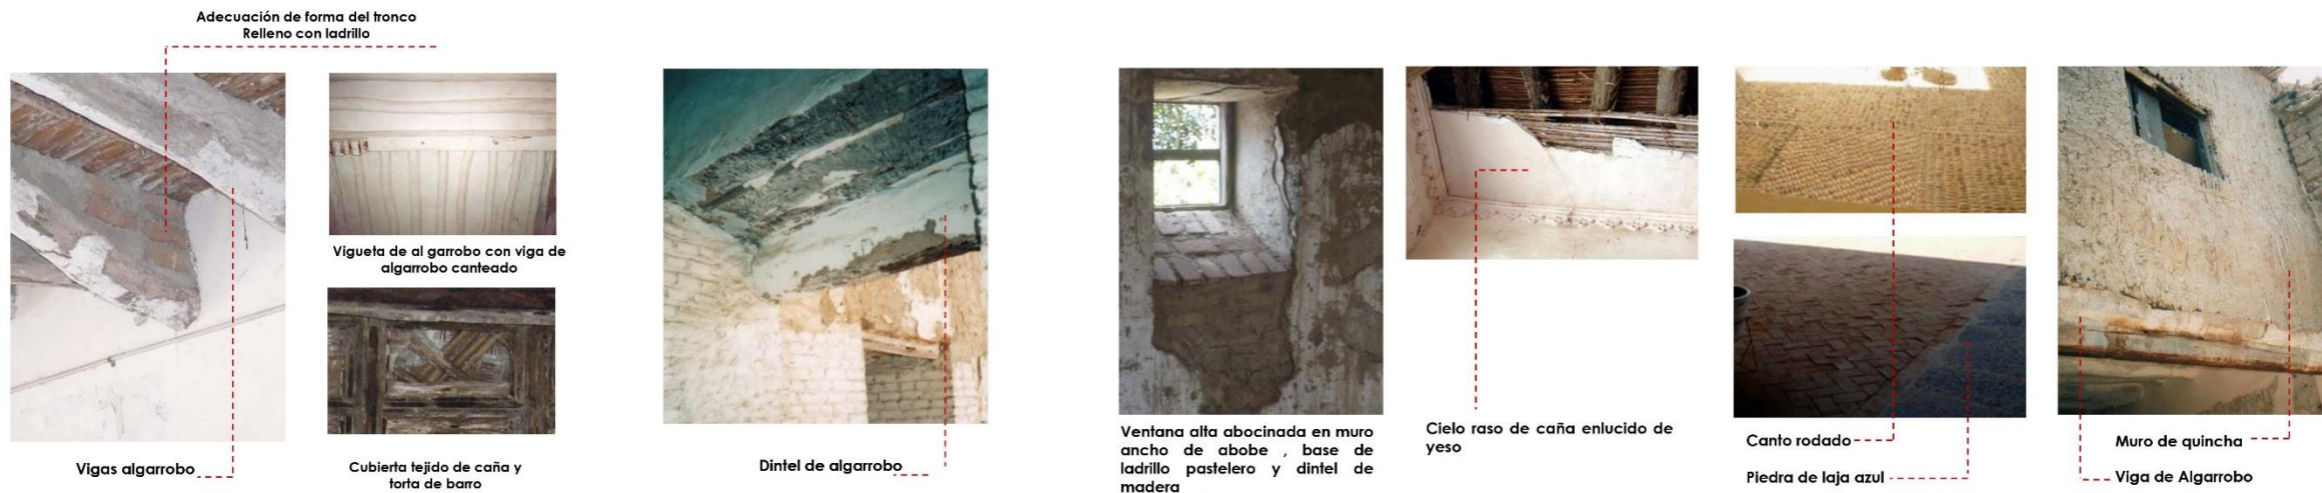 Adecuación de forma del tronco
Relleno con ladrillo
Vigas algarrobo
Vigueta de al garrobo con viga de
algarrobo canteado
Cubierta tejido de caña y
torta de barro
Dintel de algarrobo
Ventana alta abocinada en muro
ancho de abobe , base de
ladrillo pastelero y dintel de
madera
Cielo raso de caña enlucido de
yeso
Canto rodado
Piedra de laja azul
Muro de quincha
Viga de Algarrobo